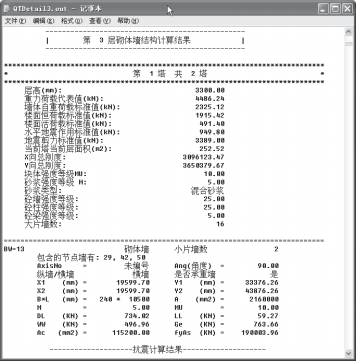 QTDetail3.out - 记事本
文件(F) 编辑(E) 格式(O) 查看(V) 帮助(H)
| 第 3 层砌体墙结构计算结果 |
* 第 1 塔 共 2 塔 *
层高(mm): 3300.00
重力荷载代表值(kN): 4486.24
墙体自重荷载标准值(kN): 2325.12
楼面恒荷载标准值(kN): 1915.42
楼面活荷载标准值(kN): 491.40
水平地震作用标准值(kN): 949.80
地震剪力标准值(kN): 3389.00
当前塔当前层面积(m2): 252.52
X向总刚度: 3096123.47
Y向总刚度: 3650379.67
块体强度等级MU: 10.00
砂浆强度等级 M: 5.00
砂浆类型: 混合砂浆
砼墙强度等级: 25.00
砼柱强度等级: 25.00
砼梁强度等级: 25.00
大片墙数: 16
BW-13 砌体墙 小片墙数 2
包含的节点墙有: 29, 42, 50
AxisNo = 未编号 Ang(角度) = 90.00
纵墙/横墙 = 横墙 是否承重墙 = 是
X1 (mm) = 19599.70 Y1 (mm) = 33376.26
X2 (mm) = 19599.70 Y2 (mm) = 43876.26
B*L (mm) = 240 * 10500 A (mm2) = 2160000
M = 5.00 MU = 10.00
DL (kN) = 734.02 LL (kN) = 59.27
WW (kN) = 496.96 Ge (kN) = 763.66
Ac (mm2) = 115200.00 fyAs (kN) = 190003.96
抗震计算结果